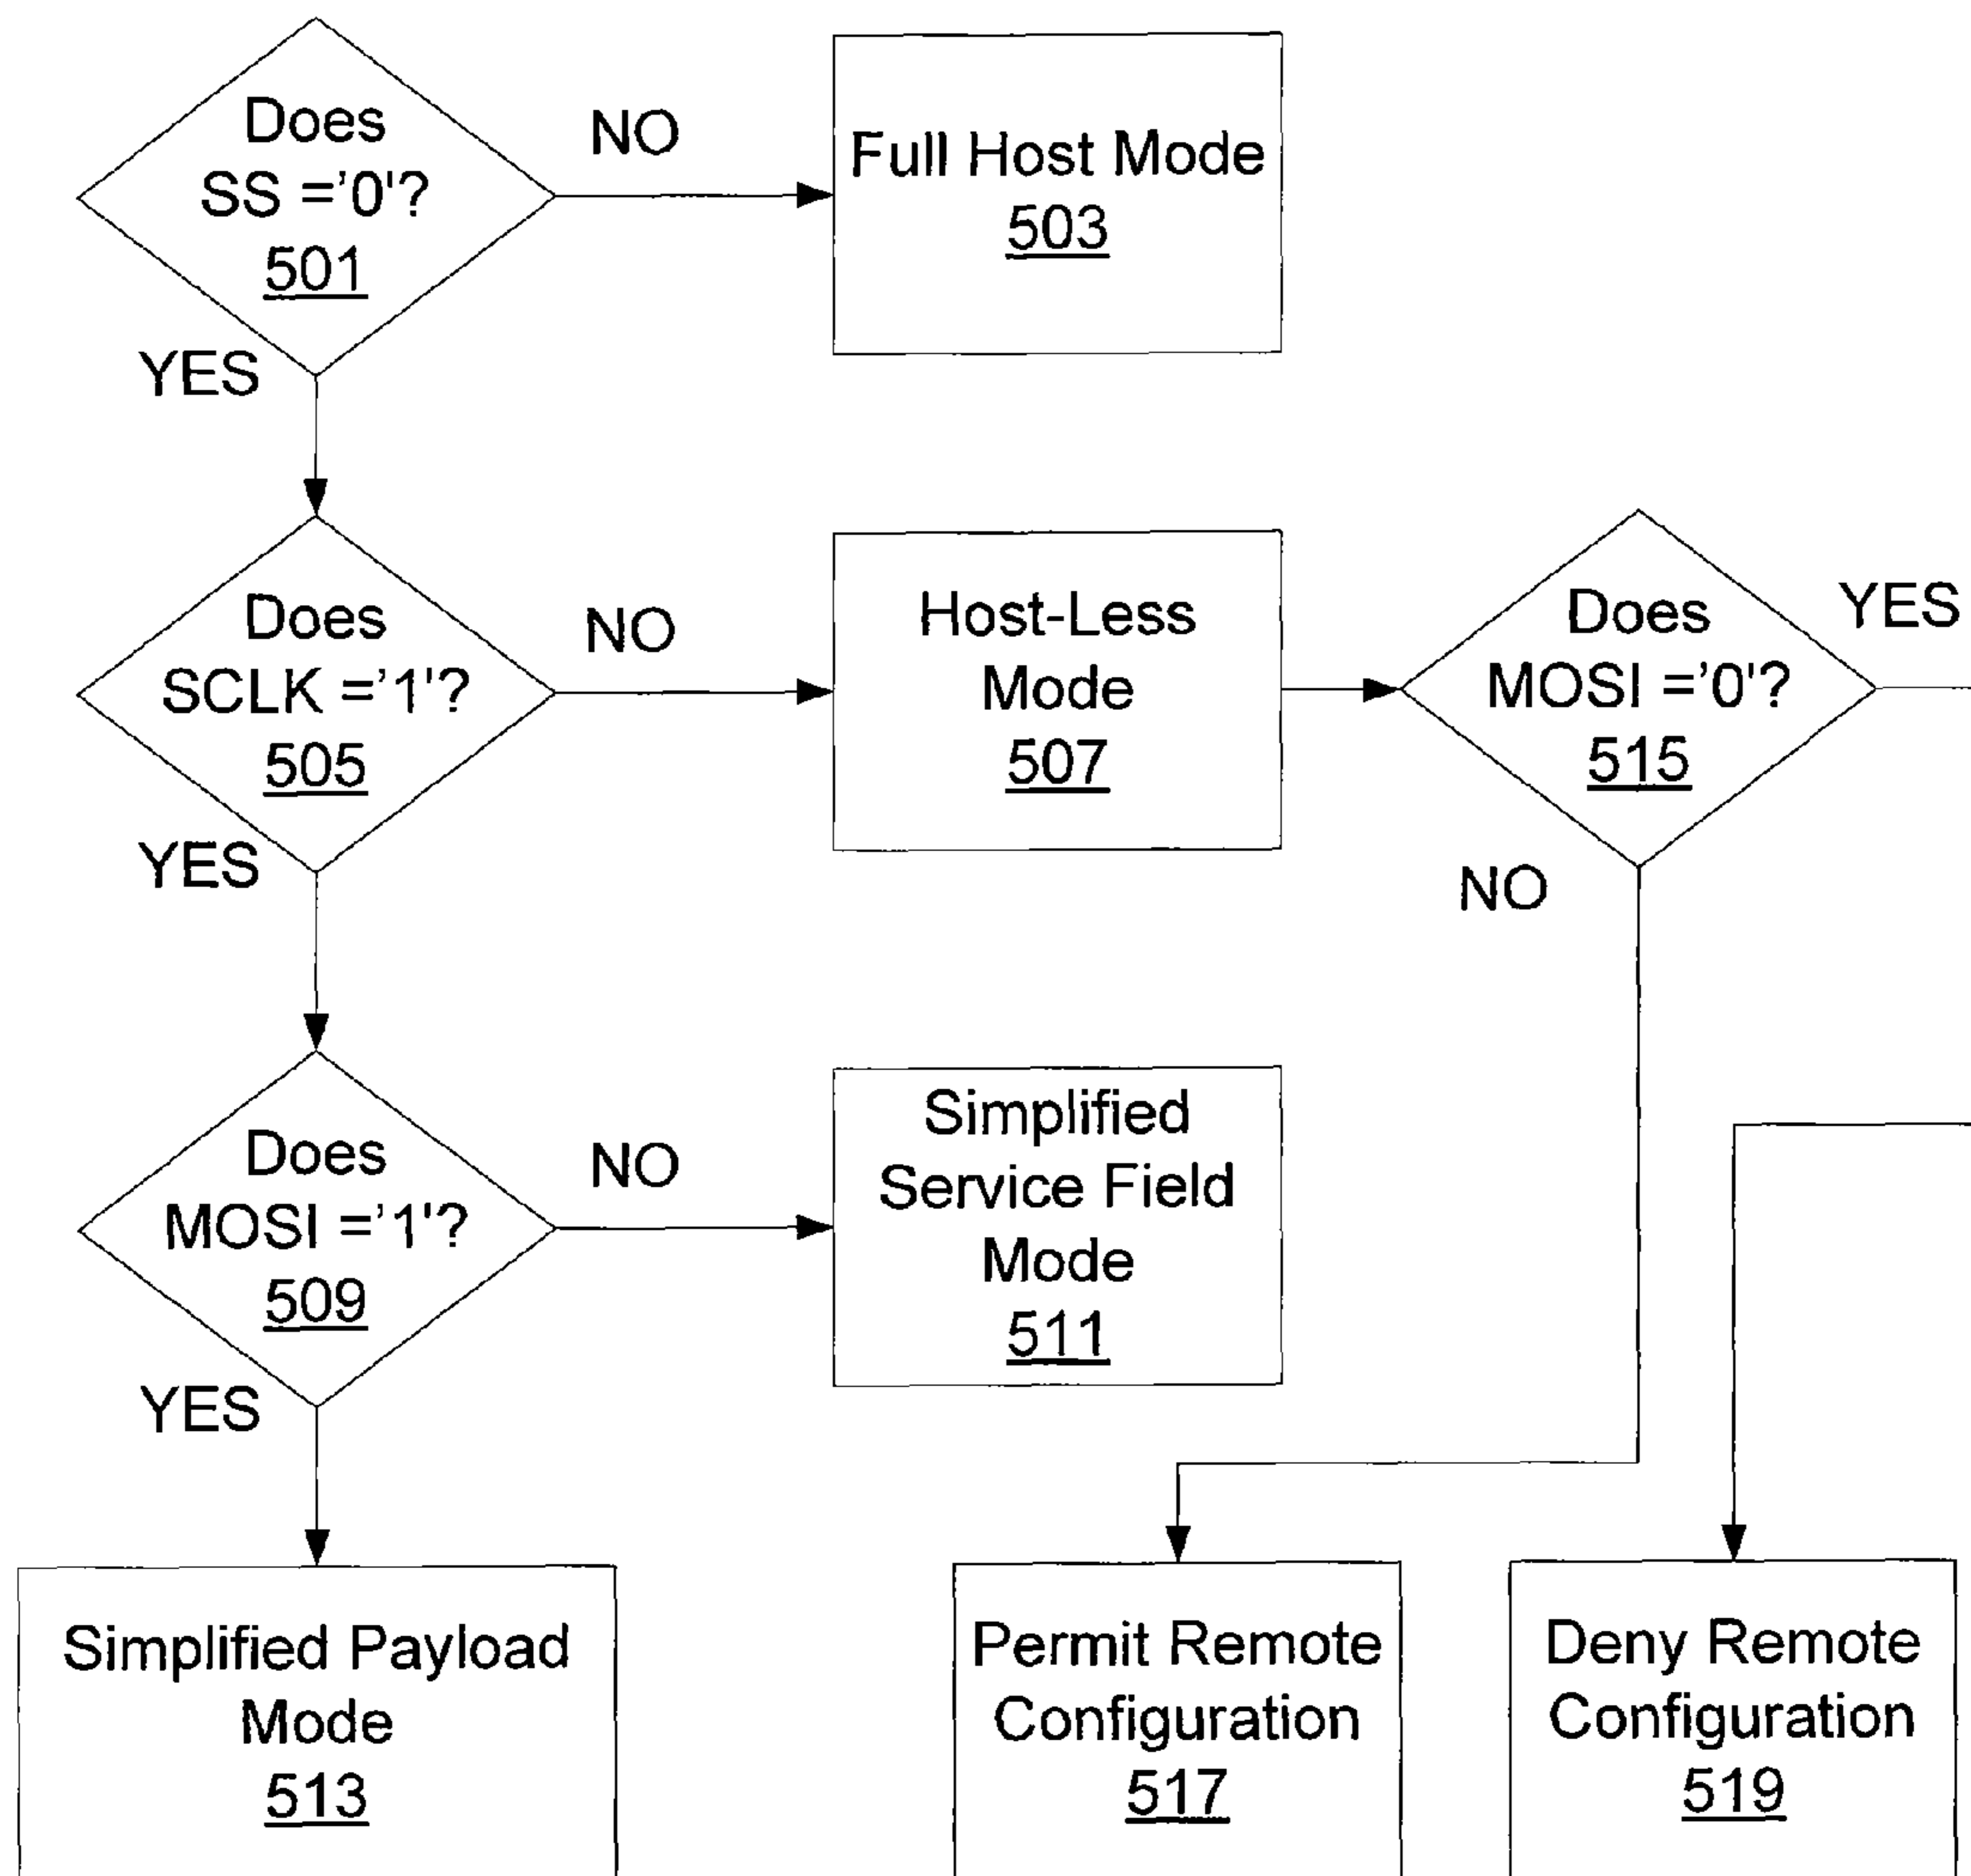 Does
SS ='0'?
501
NO
Full Host Mode
503
YES
Does
SCLK ='1'?
505
NO
Host-Less
Mode
507
Does
MOSI ='0'?
515
YES
YES
NO
Does
MOSI ='1'?
509
NO
Simplified
Service Field
Mode
511
YES
Simplified Payload
Mode
513
Permit Remote
Configuration
517
Deny Remote
Configuration
519